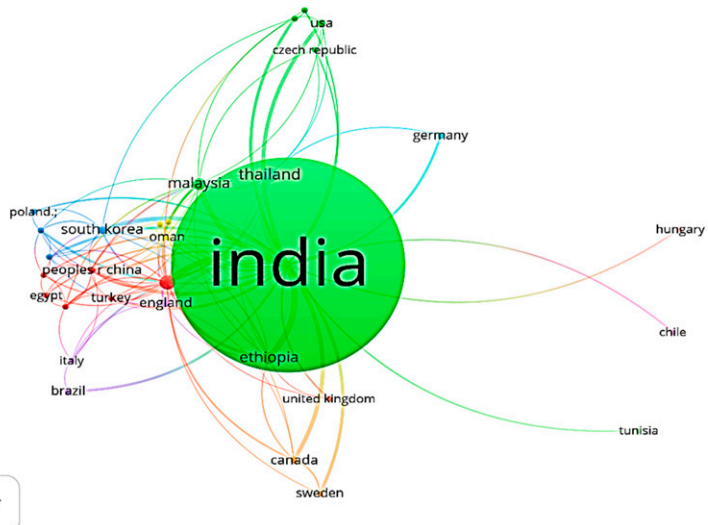 usa
czech republic
germany
thailand
malaysia
poland.;
south korea
oman
hungary
india
peoples r china
egypt
turkey
england
chile
ethiopia
italy
brazil
united kingdom
tunisia
canada
sweden